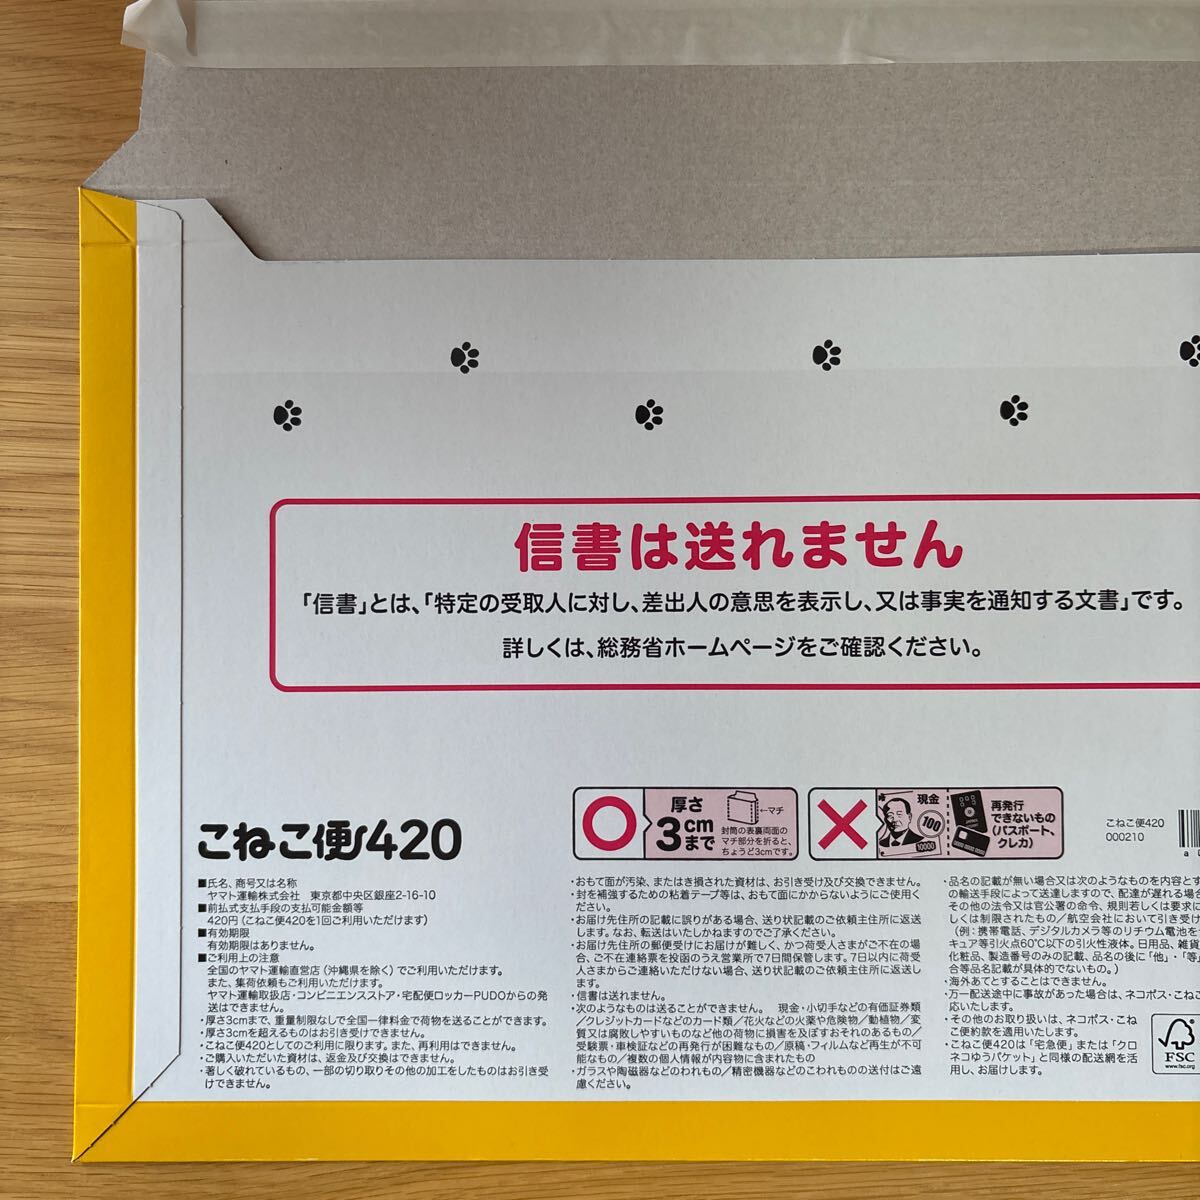 信書は送れません
「信書」とは、「特定の受取人に対し、差出人の意思を表示し、又は事実を通知する文書」です。
詳しくは、総務省ホームページをご確認ください。
こねこ便420
厚さ
3cm
まで
←マチ
封筒の表裏両面の
マチ部分を折ると、
ちょうど3cmです。
現金
100
10000
再発行
できないもの
(パスポート、
クレカ)
こねこ便420
000210
■氏名、商号又は名称
ヤマト運輸株式会社 東京都中央区銀座2-16-10
■前払式支払手段の支払可能金額等
420円（こねこ便420を1回ご利用いただけます）
■有効期限
有効期限はありません。
■ご利用上の注意
全国のヤマト運輸直営店（沖縄県を除く）でご利用いただけます。
また、集荷依頼もご利用いただけます。
ヤマト運輸取扱店・コンビニエンスストア・宅配便ロッカーPUDOからの発
送はできません。
・厚さ3cmまで、重量制限なしで全国一律料金で荷物を送ることができます。
・厚さ3cmを超えるものはお引き受けできません。
・こねこ便420としてのご利用に限ります。また、再利用はできません。
・ご購入いただいた資材は、返金及び交換はできません。
・著しく破れているもの、一部の切り取りその他の加工をしたものはお引き受
けできません。
・おもて面が汚染、またはき損された資材は、お引き受け及び交換できません。
・封を補強するための粘着テープ等は、おもて面にかからないようにご使用く
ださい。
・お届け先住所の記載に誤りがある場合、送り状記載のご依頼主住所に返送
します。なお、転送はいたしかねますのでご了承ください。
・お届け先住所の郵便受けにお届けが難しく、かつ荷受人さまがご不在の場
合、ご不在連絡票を投函のうえ営業所で7日間保管します。7日以内に荷受
人さまからご連絡いただけない場合、送り状記載のご依頼主住所に返送し
ます。
・信書は送れません。
・次のようなものは送ることができません。 現金・小切手などの有価証券類
／クレジットカードなどのカード類／花火などの火薬や危険物／動植物／変
質又は腐敗しやすいものなど他の荷物に損害を及ぼすおそれのあるもの／
受験票・車検証などの再発行が困難なもの／原稿・フィルムなど再生が不可
能なもの／複数の個人情報が内容物に含まれたもの
・ガラスや陶磁器などのわれもの／精密機器などのこわれものの送付はご遠
慮ください。
・品名の記載が無い場合又は次のようなものを内容とす
の輸送手段によって送達しますので、配達が遅れる場合
その他の法令又は官公署の命令、規則若しくは要求に
しくは制限されたもの／航空会社において引き受け
（例：携帯電話、デジタルカメラ等のリチウム電池を
キュア等引火点60℃以下の引火性液体。日用品、雑貨
化粧品、製造番号のみの記載、品名の後に「他」・「等」
合等品名記載が具体的でないもの。）
・海外あてとすることはできません。
・万一配送途中に事故があった場合は、ネコポス・こねこ
応いたします。
・その他のお取り扱いは、ネコポス・こね
こ便約款を適用いたします。
・こねこ便420は「宅急便」または「クロ
ネコゆうパケット」と同様の配送網を活
用し、お届けします。
FSC
www.fsc.org